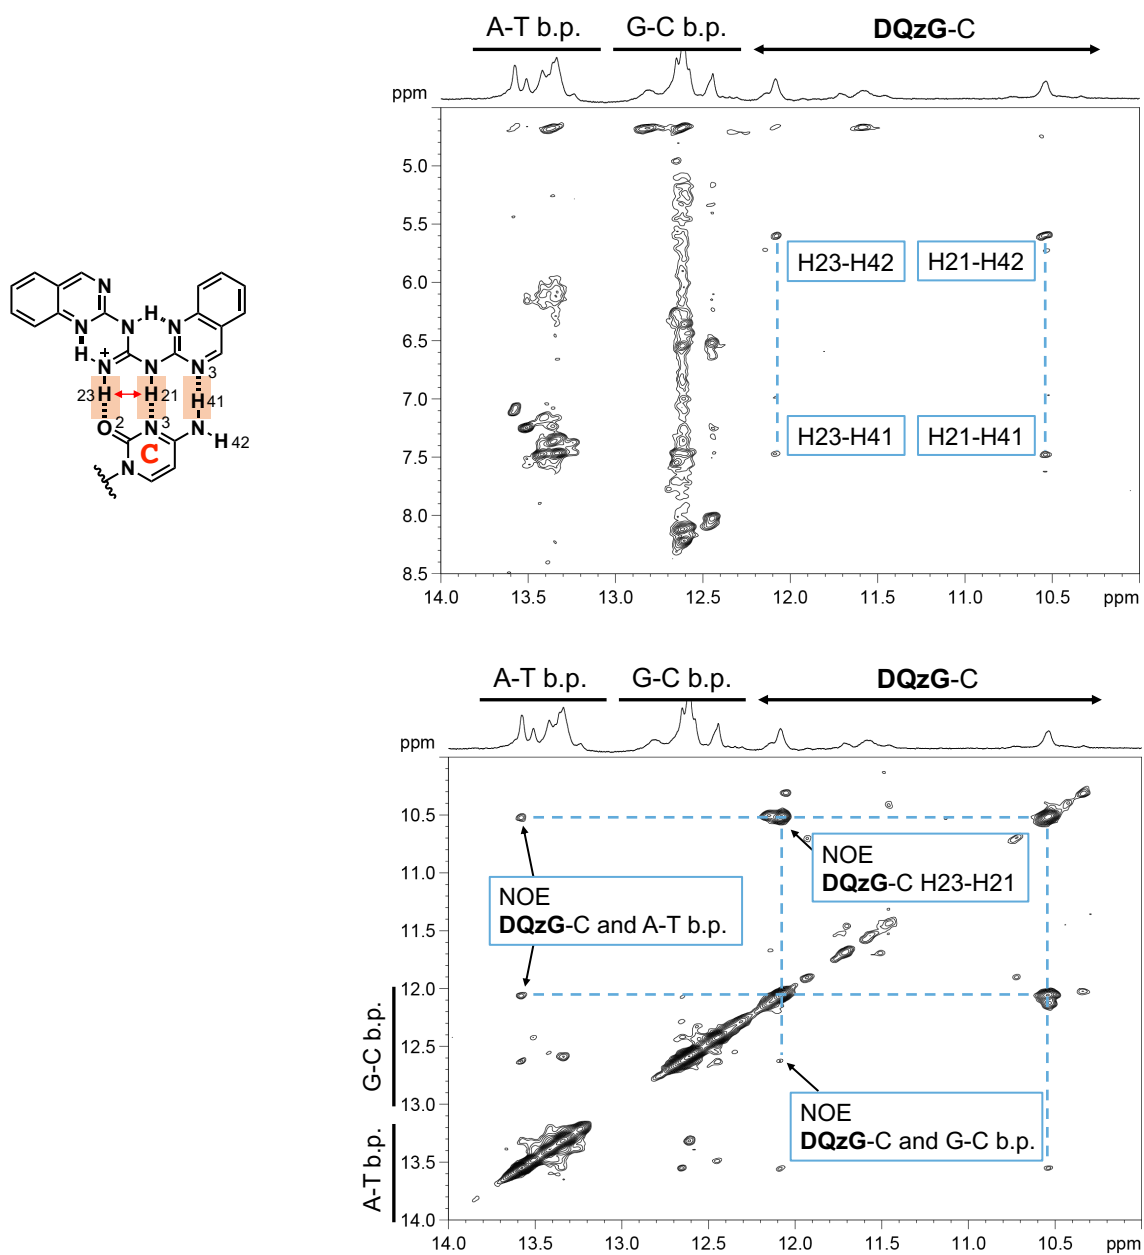 A-T b.p. G-C b.p. DQzG-C
ppm
5.0
5.5
6.0
6.5
7.0
7.5
8.0
8.5
H23-H42 H21-H42
H23-H41 H21-H41
14.0 13.5 13.0 12.5 12.0 11.5 11.0 10.5 ppm
N
N N H N
H N + N N 3
23 H H 21 H 41
O 2 N 3 N H 42
C
N
A-T b.p. G-C b.p. DQzG-C
ppm
10.5
11.0
11.5
12.0
12.5
13.0
13.5
14.0
G-C b.p.
A-T b.p.
NOE
DQzG-C H23-H21
NOE
DQzG-C and A-T b.p.
NOE
DQzG-C and G-C b.p.
14.0 13.5 13.0 12.5 12.0 11.5 11.0 10.5 ppm